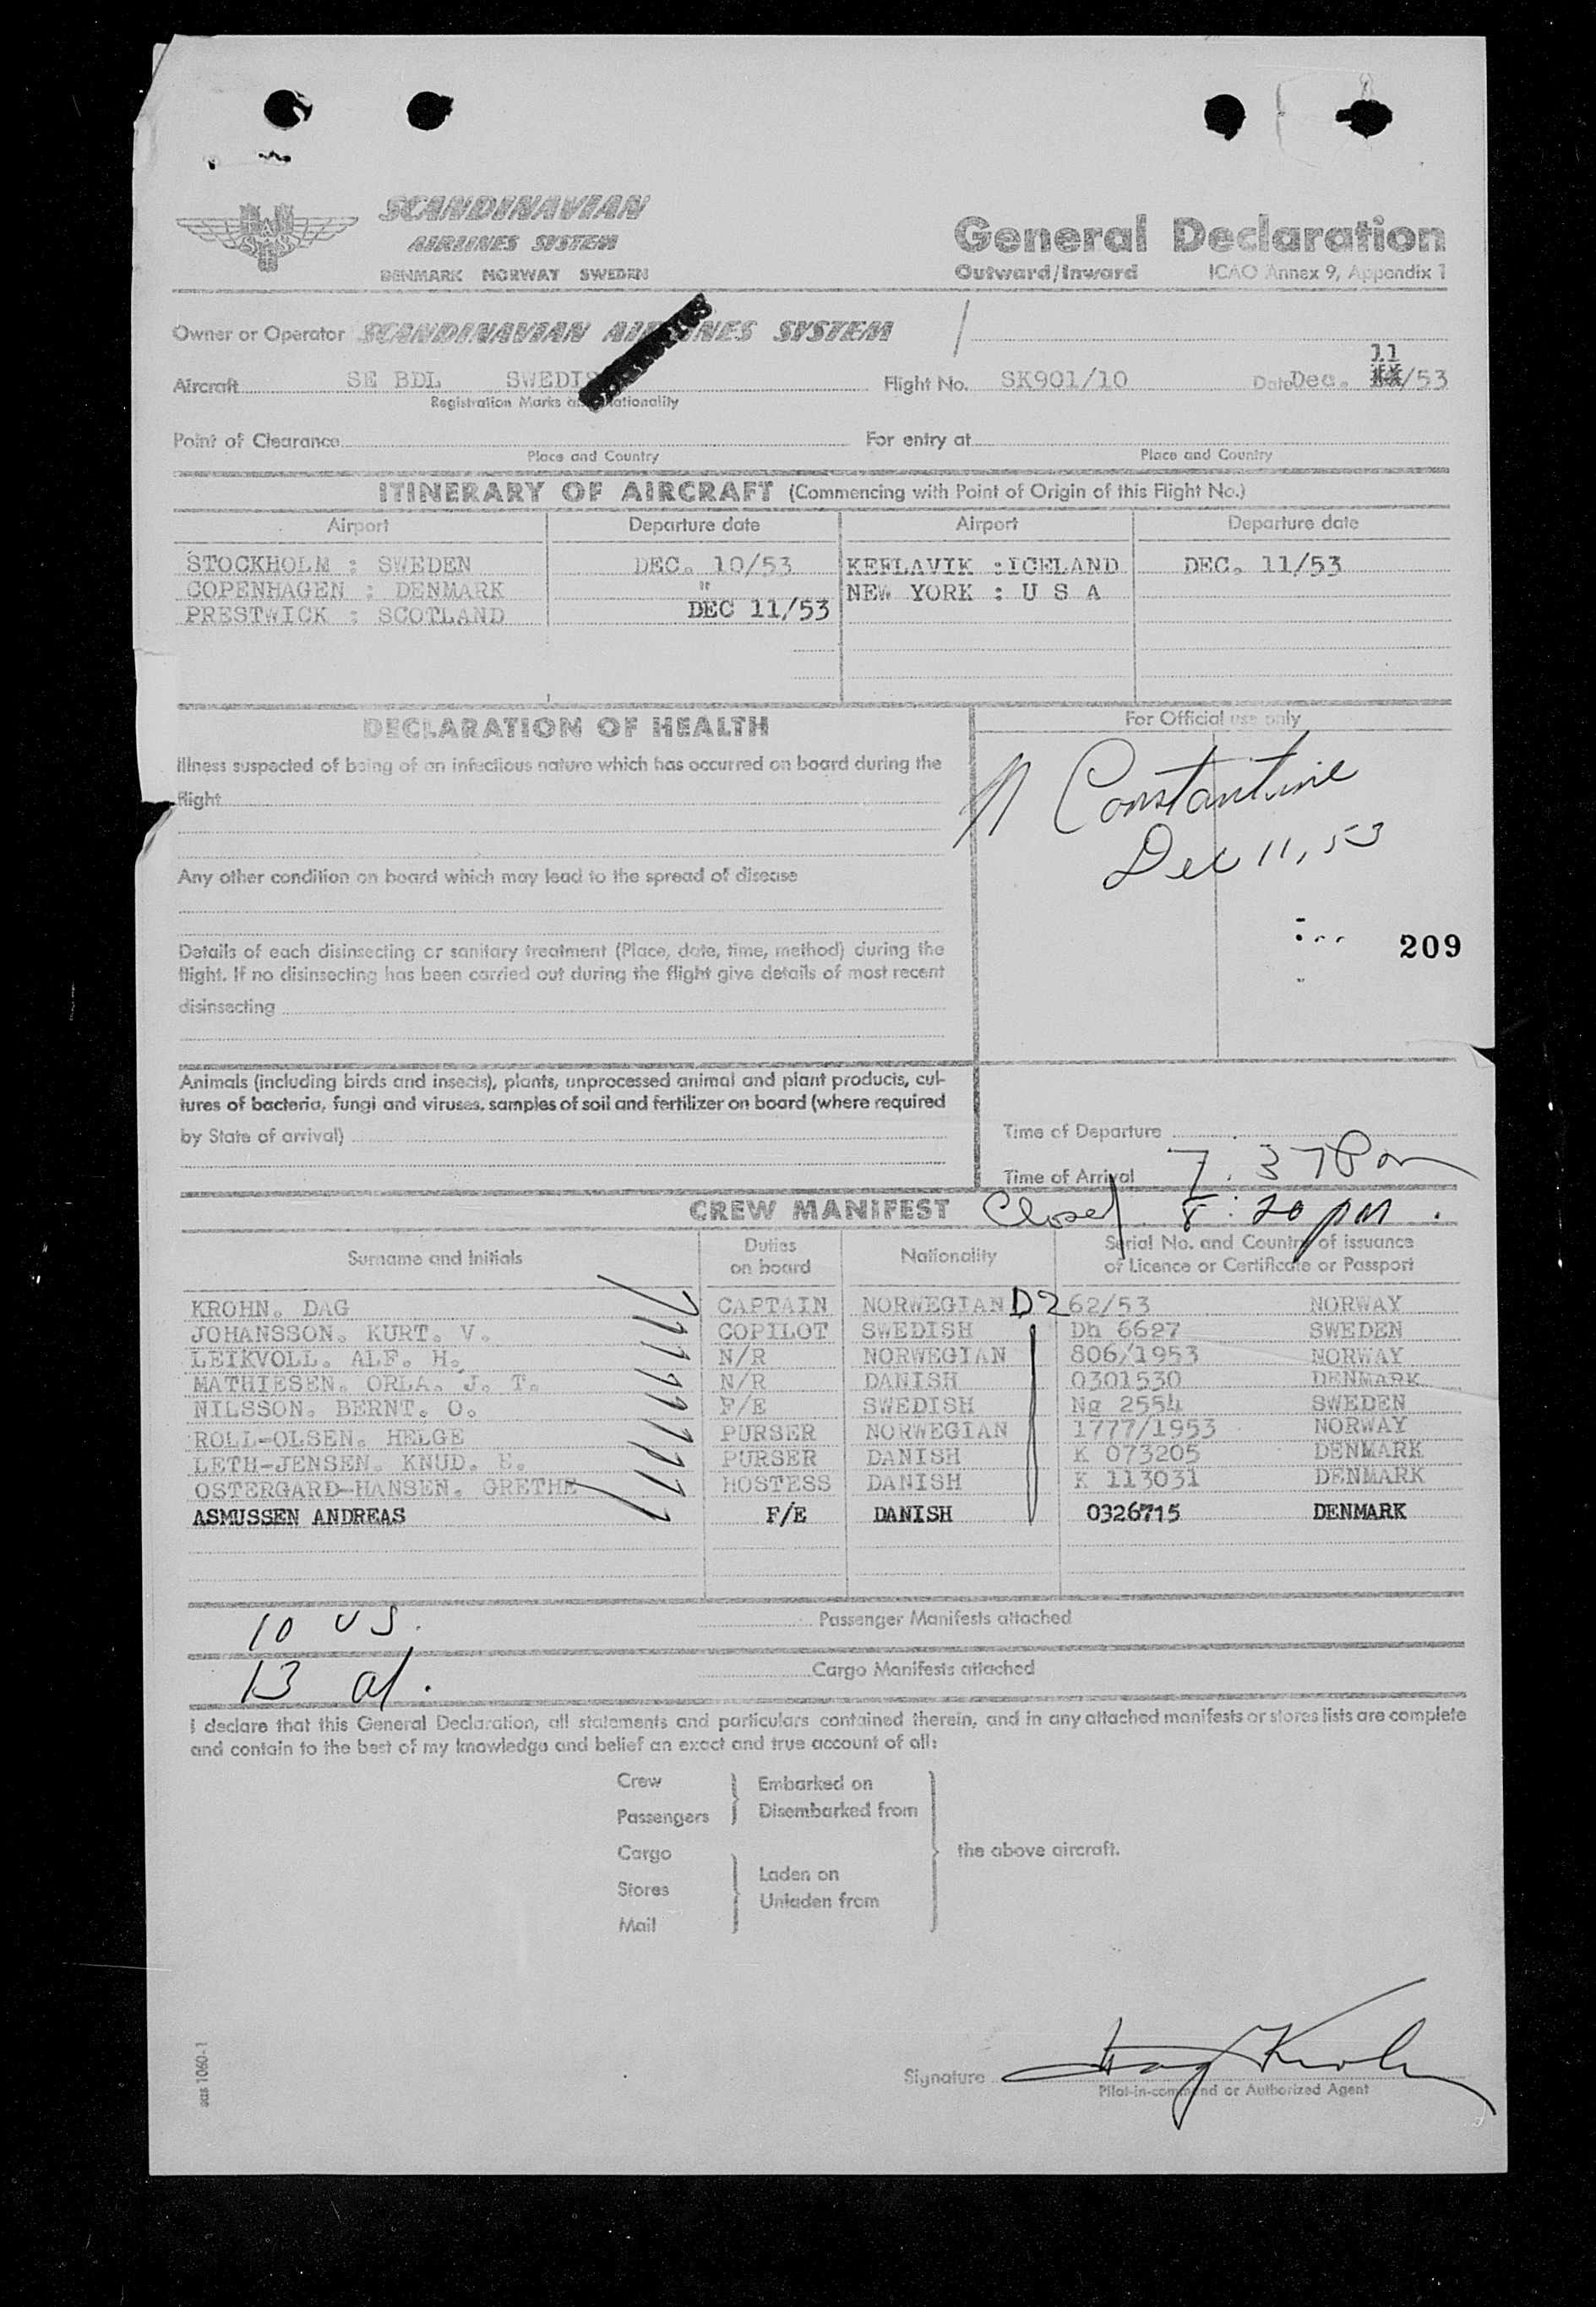 SCANDINAVIAN
AIRLINES SYSTEM
DENMARK NORWAY SWEDEN
General Declaration
Outward/Inward ICAO Annex 9, Appendix 1
Owner or Operator SCANDINAVIAN AIRLINES SYSTEM
11
Aircraft SE BDL SWEDIS Flight No. SK901/10 Date Dec. /53
Registration Marks and Nationality
Point of Clearance For entry at
Place and Country Place and Country
ITINERARY OF AIRCRAFT (Commencing with Point of Origin of this Flight No.)
Airport Departure date Airport Departure date
STOCKHOLM : SWEDEN DEC. 10/53 KEFLAVIK :ICELAND DEC. 11/53
COPENHAGEN : DENMARK " NEW YORK : U S A
PRESTWICK : SCOTLAND DEC 11/53
DECLARATION OF HEALTH
For Official use only
Illness suspected of being of an infectious nature which has occurred on board during the
flight
Constantine
Dec 11, 53
Any other condition on board which may lead to the spread of disease
209
Details of each disinsecting or sanitary treatment (Place, date, time, method) during the
flight. If no disinsecting has been carried out during the flight give details of most recent
disinsecting
Animals (including birds and insects), plants, unprocessed animal and plant products, cul-
tures of bacteria, fungi and viruses, samples of soil and fertilizer on board (where required
by State of arrival)
Time of Departure
Time of Arrival 7:37 Pm
CREW MANIFEST Closed 8:20 pm.
Surname and Initials Duties on board Nationality Serial No. and Country of issuance of Licence or Certificate or Passport
KROHN. DAG CAPTAIN NORWEGIAN D262/53 NORWAY
JOHANSSON. KURT. V. COPILOT SWEDISH Dh 6627 SWEDEN
LEIKVOLL. ALF. H. N/R NORWEGIAN 806/1953 NORWAY
MATHIESEN. ORLA. J. T. N/R DANISH 0301530 DENMARK
NILSSON. BERNT. O. F/E SWEDISH Ng 2554 SWEDEN
ROLL-OLSEN. HELGE PURSER NORWEGIAN 1777/1953 NORWAY
LETH-JENSEN. KNUD. E. PURSER DANISH K 073205 DENMARK
OSTERGARD-HANSEN. GRETHE HOSTESS DANISH K 113031 DENMARK
ASMUSSEN ANDREAS F/E DANISH 0326715 DENMARK
10 US. Passenger Manifests attached
13 al. Cargo Manifests attached
I declare that this General Declaration, all statements and particulars contained therein, and in any attached manifests or stores lists are complete
and contain to the best of my knowledge and belief an exact and true account of all:
Crew Embarked on
Passengers Disembarked from
Cargo the above aircraft.
Laden on
Stores
Unladen from
Mail
Signature Dag Krohn
Pilot-in-command or Authorized Agent
sas 1060-1